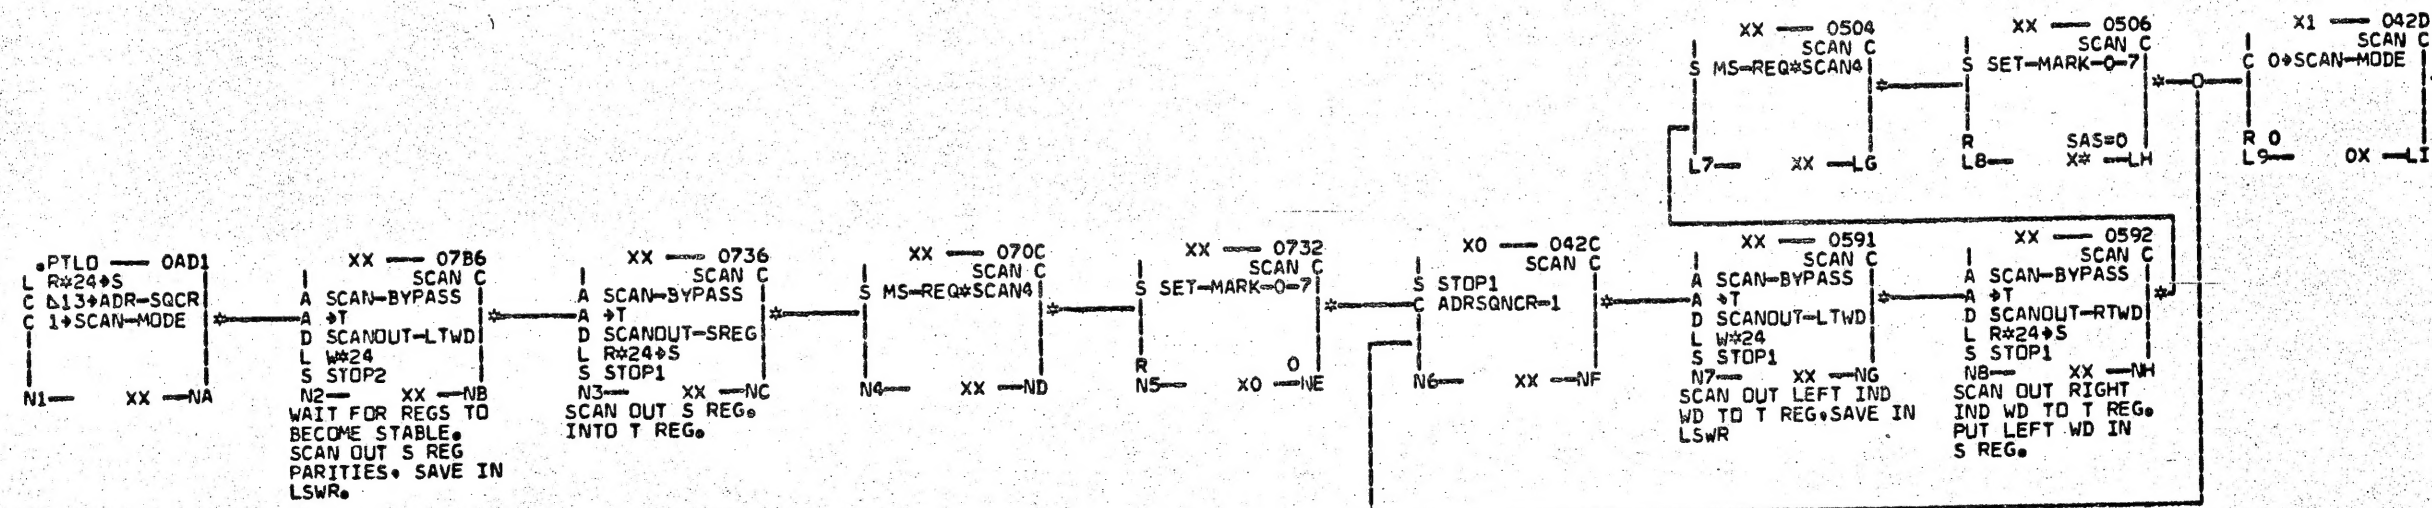 XX — 0504
SCAN C
S MS-REQ*SCAN4
L7— XX —LG
XX — 0506
SCAN C
S SET-MARK-0-7
R SAS=0
L8— X* —LH
X1 — 042D
SCAN C
C 0→SCAN-MODE
R 0
L9— 0X —LI
.PTLO — 0AD1
L R*24→S
C L13→ADR-SQCR
C 1→SCAN-MODE
N1— XX —NA
XX — 07B6
SCAN C
A SCAN-BYPASS
A →T
D SCANOUT-LTWD
L W*24
S STOP2
N2— XX —NB
WAIT FOR REGS TO
BECOME STABLE.
SCAN OUT S REG
PARITIES. SAVE IN
LSWR.
XX — 0736
SCAN C
A SCAN-BYPASS
A →T
D SCANOUT-SREG
L R*24→S
S STOP1
N3— XX —NC
SCAN OUT S REG.
INTO T REG.
XX — 070C
SCAN C
S MS-REQ*SCAN4
N4— XX —ND
XX — 0732
SCAN C
S SET-MARK-0-7
R 0
N5— X0 —NE
X0 — 042C
SCAN C
S STOP1
C ADRSQNCR-1
N6— XX —NF
XX — 0591
SCAN C
A SCAN-BYPASS
A →T
D SCANOUT-LTWD
L W*24
S STOP1
N7— XX —NG
SCAN OUT LEFT IND
WD TO T REG.SAVE IN
LSWR
XX — 0592
SCAN C
A SCAN-BYPASS
A →T
D SCANOUT-RTWD
L R*24→S
S STOP1
N8— XX —NH
SCAN OUT RIGHT
IND WD TO T REG.
PUT LEFT WD IN
S REG.